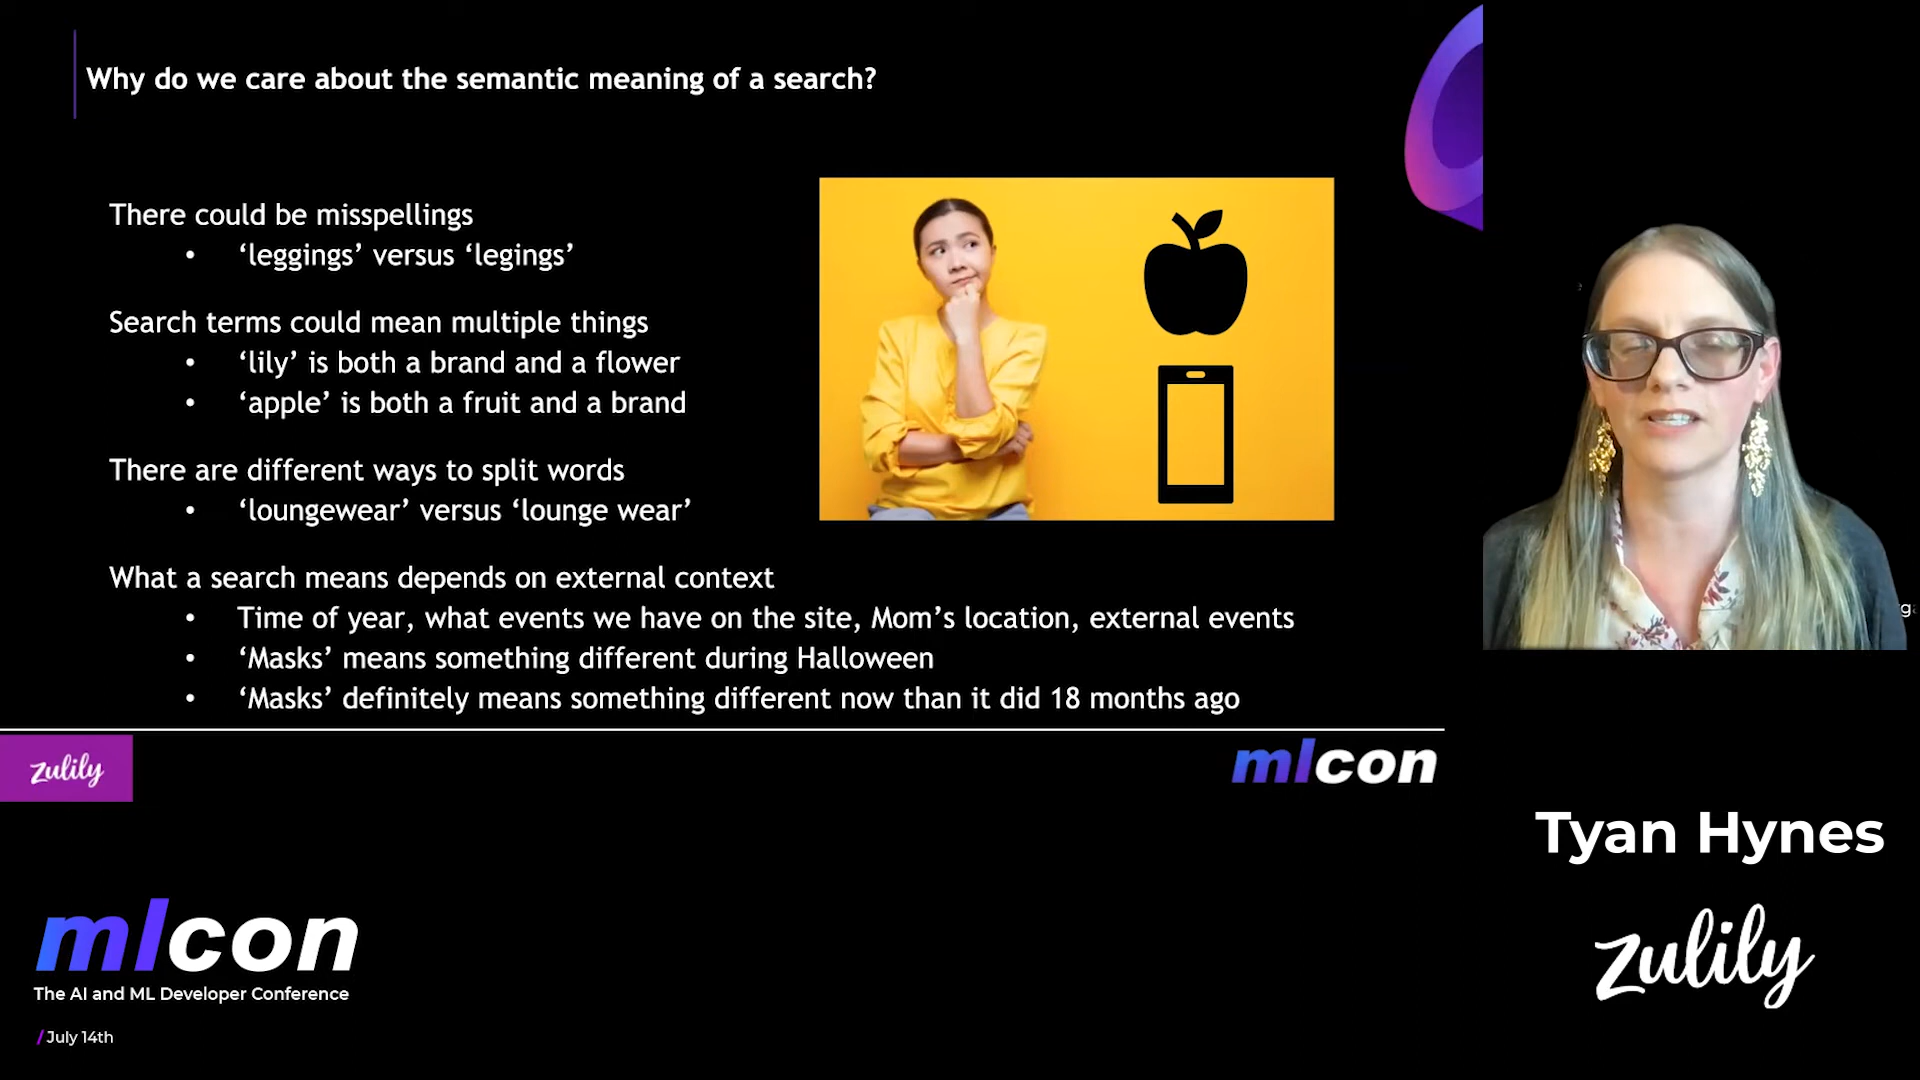 Why do we care about the semantic meaning of a search?
There could be misspellings
• ‘leggings’ versus ‘legings’
Search terms could mean multiple things
• ‘lily’ is both a brand and a flower
• ‘apple’ is both a fruit and a brand
There are different ways to split words
• ‘loungewear’ versus ‘lounge wear’
What a search means depends on external context
• Time of year, what events we have on the site, Mom’s location, external events
• ‘Masks’ means something different during Halloween
• ‘Masks’ definitely means something different now than it did 18 months ago
zulily
mlcon
Tyan Hynes
zulily
mlcon
The AI and ML Developer Conference
/ July 14th